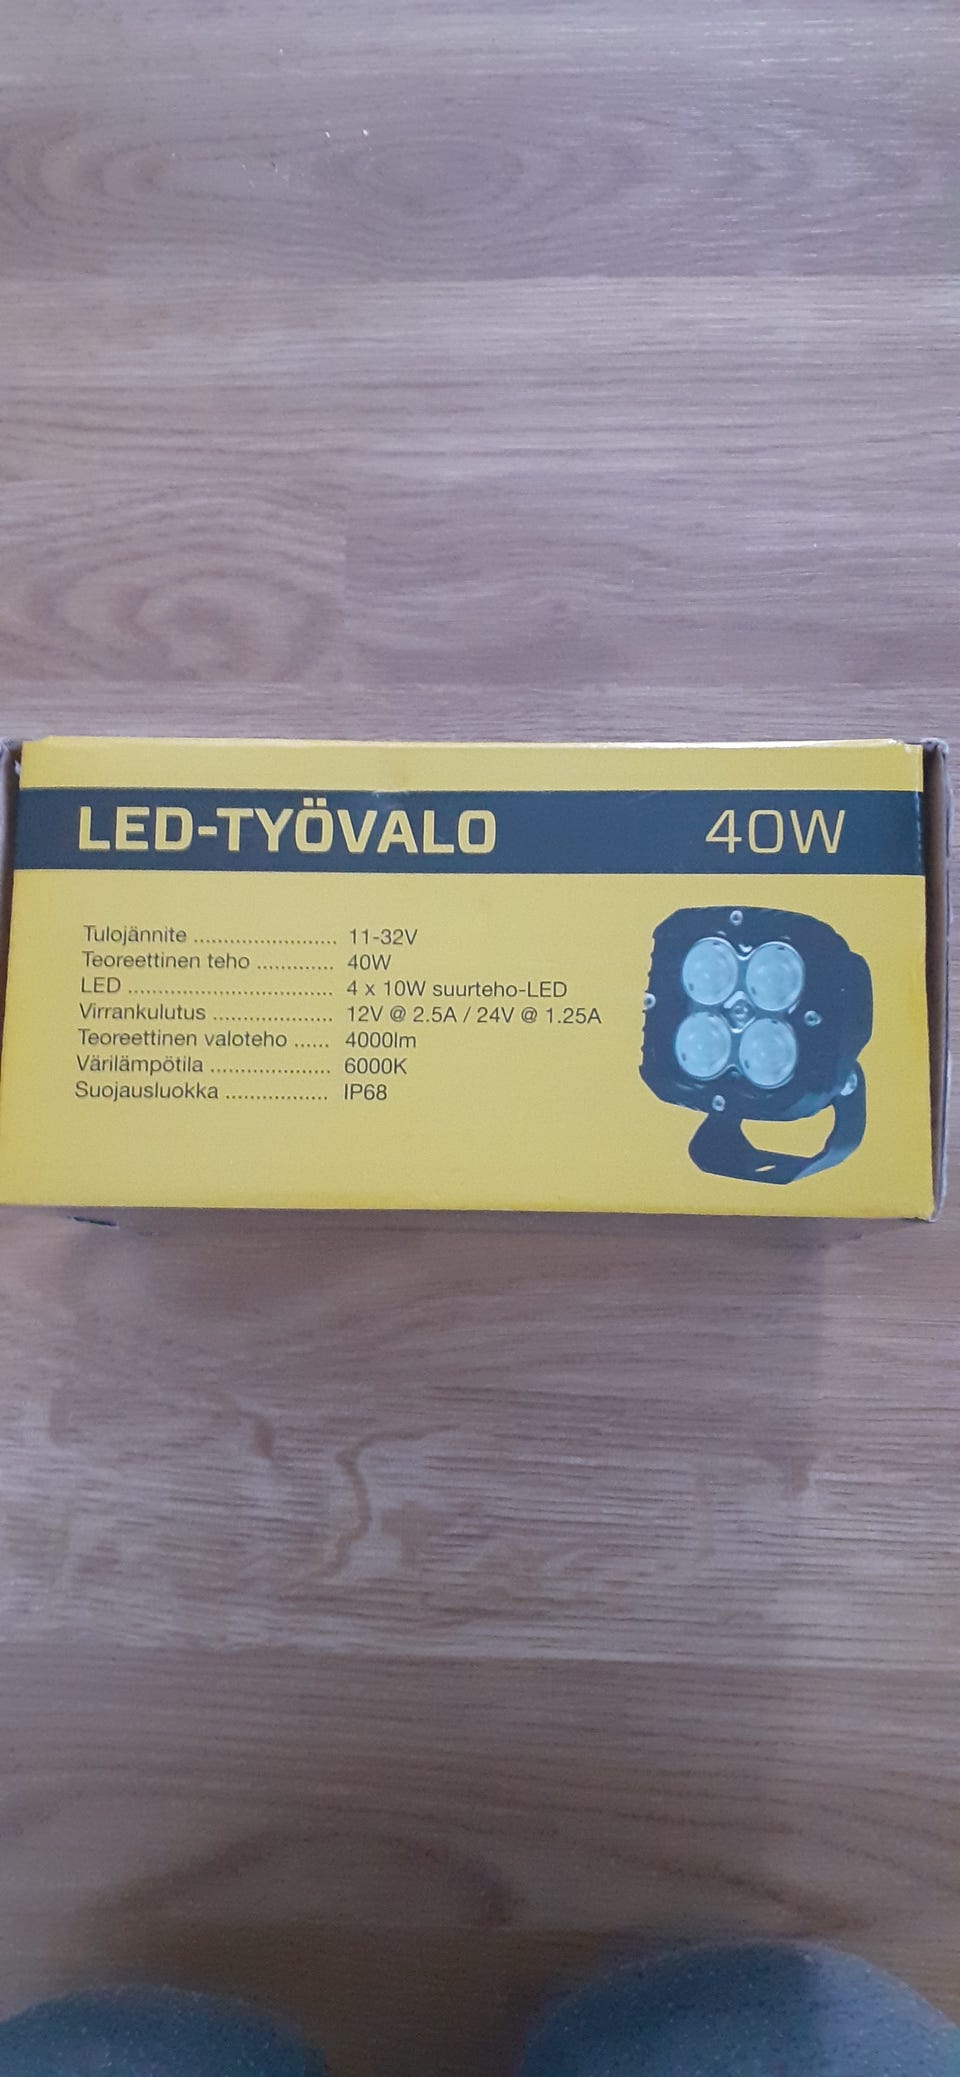 LED-TYÖVALO 40W
Tulojännite ........................ 11-32V
Teoreettinen teho ............. 40W
LED .................................. 4 x 10W suurteho-LED
Virrankulutus .................... 12V @ 2.5A / 24V @ 1.25A
Teoreettinen valoteho ...... 4000lm
Värilämpötila .................... 6000K
Suojausluokka ................. IP68